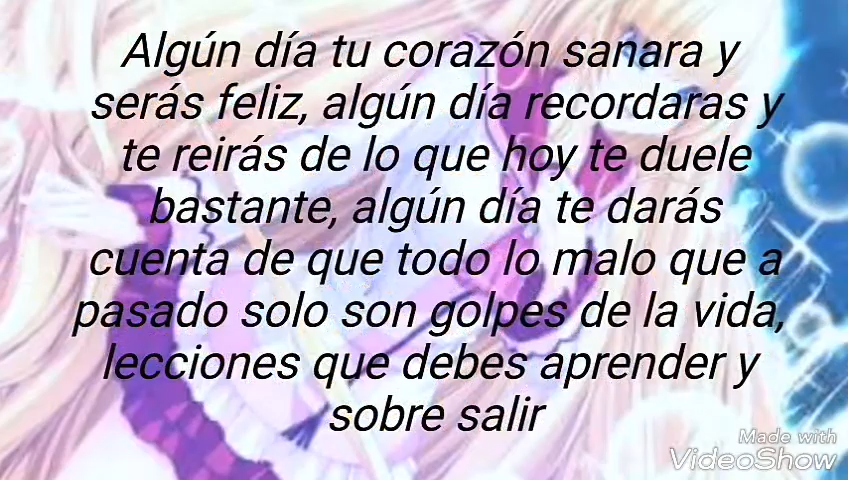 Algún día tu corazón sanara y
serás feliz, algún día recordaras y
te reirás de lo que hoy te duele
bastante, algún día te darás
cuenta de que todo lo malo que a
pasado solo son golpes de la vida,
lecciones que debes aprender y
sobre salir
Made with
VideoShow